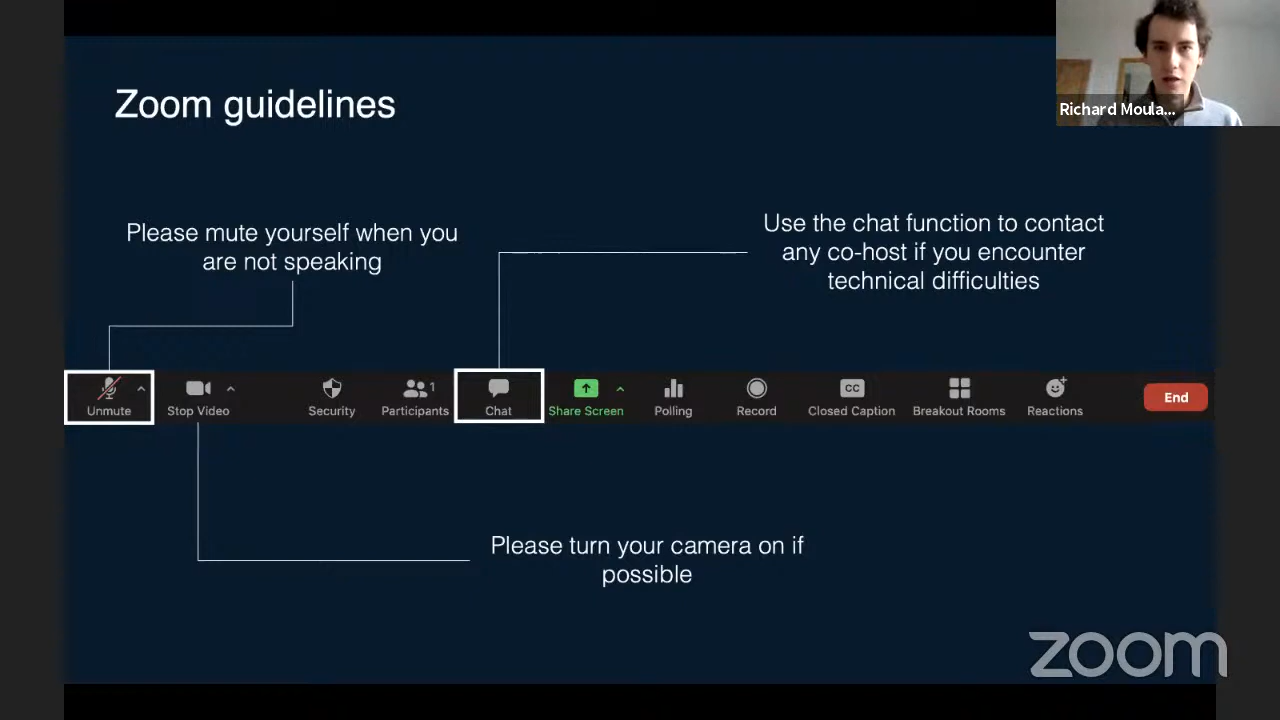 Zoom guidelines
Richard Moula...
Please mute yourself when you
are not speaking
Use the chat function to contact
any co-host if you encounter
technical difficulties
1
CC
Unmute
Stop Video
Security
Participants
Chat
Share Screen
Polling
Record
Closed Caption
Breakout Rooms
Reactions
End
Please turn your camera on if
possible
zoom